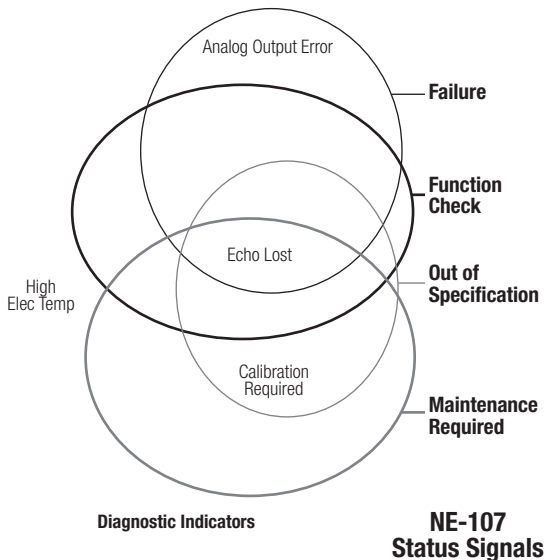 Analog Output Error
Failure
Function
Check
Echo Lost
High
Elec Temp
Out of
Specification
Calibration
Required
Maintenance
Required
Diagnostic Indicators
NE-107
Status Signals